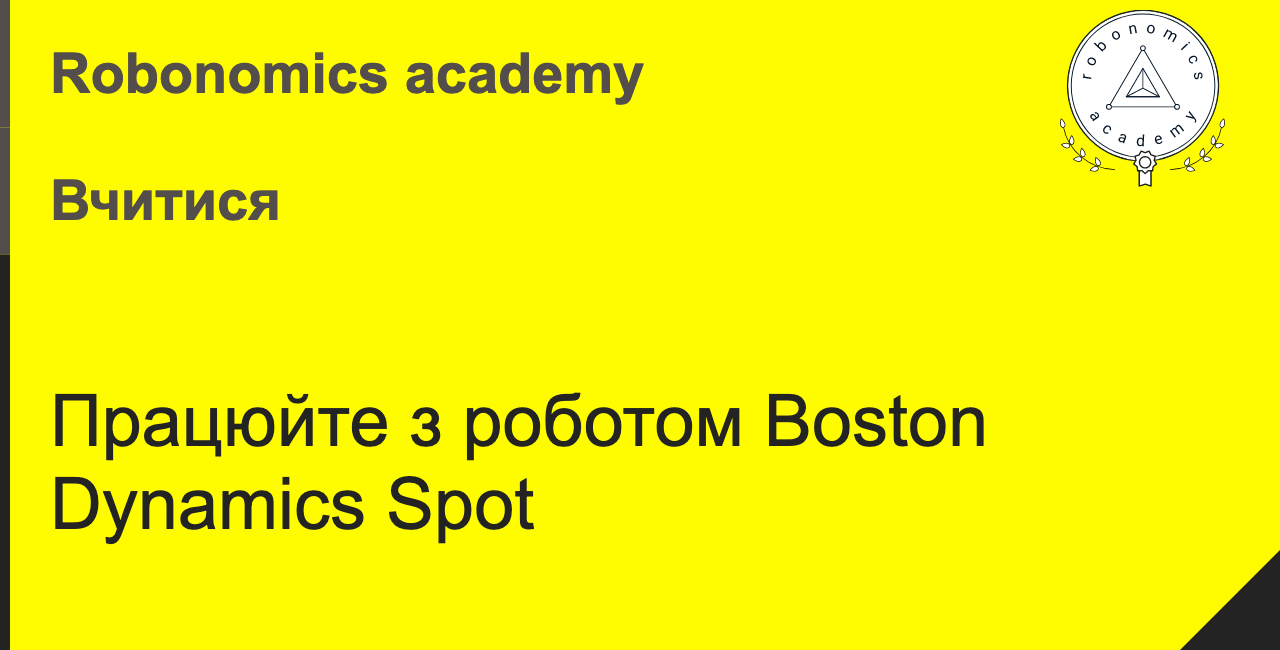 Robonomics academy
robonomics
academy
Вчитися
Працюйте з роботом Boston
Dynamics Spot